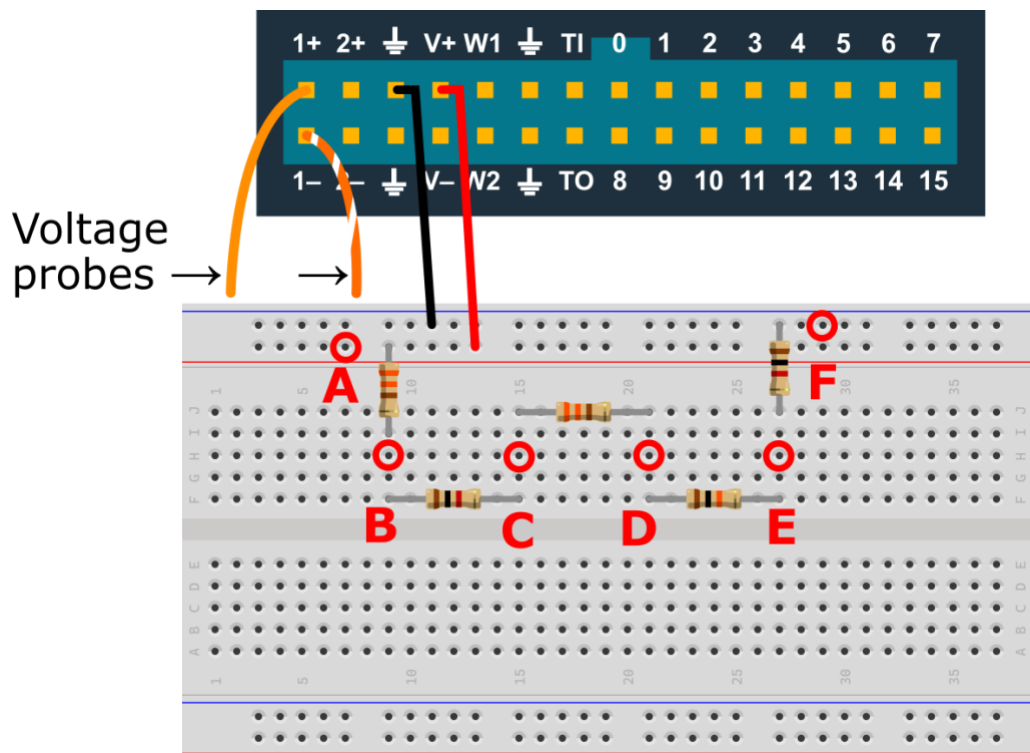 1+ 2+ ⏚ V+ W1 ⏚ TI 0 1 2 3 4 5 6 7
1– 2– ⏚ V– W2 ⏚ TO 8 9 10 11 12 13 14 15
Voltage
probes → →
A F
1 5 10 15 20 25 30 35
J J
I I
H H
B C D E
G G
F F
E E
D D
C C
B B
A A
1 5 10 15 20 25 30 35